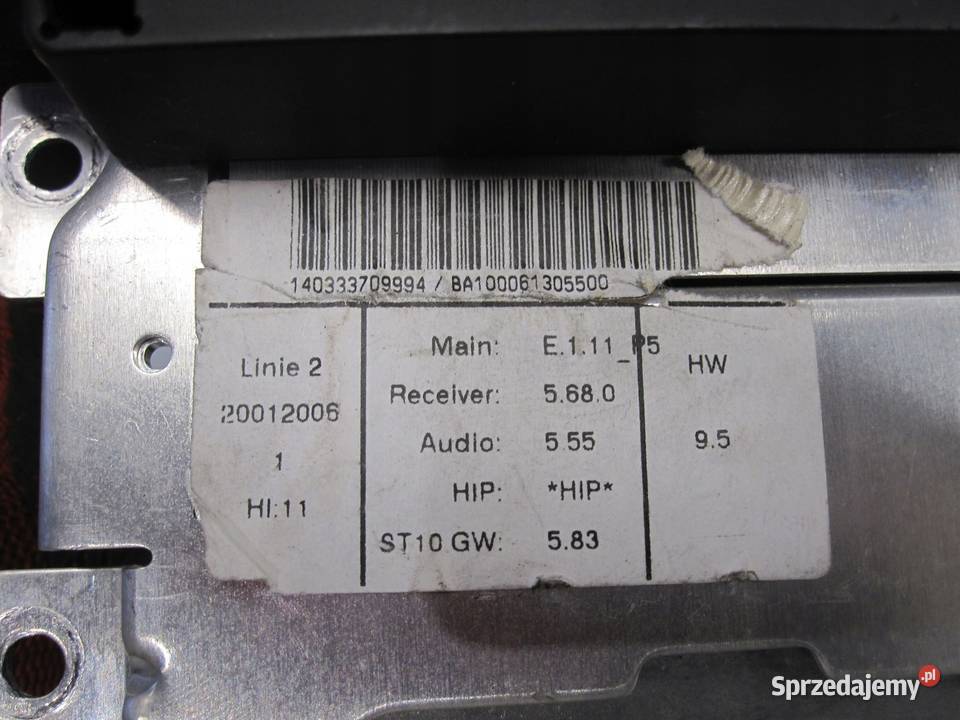 140333709994 / BA100061305500
Linie 2
20012006
1
HI:11
Main: E.1.11_P5
Receiver: 5.68.0
Audio: 5.55
HIP: *HIP*
ST10 GW: 5.83
HW
9.5
Sprzedajemy.pl